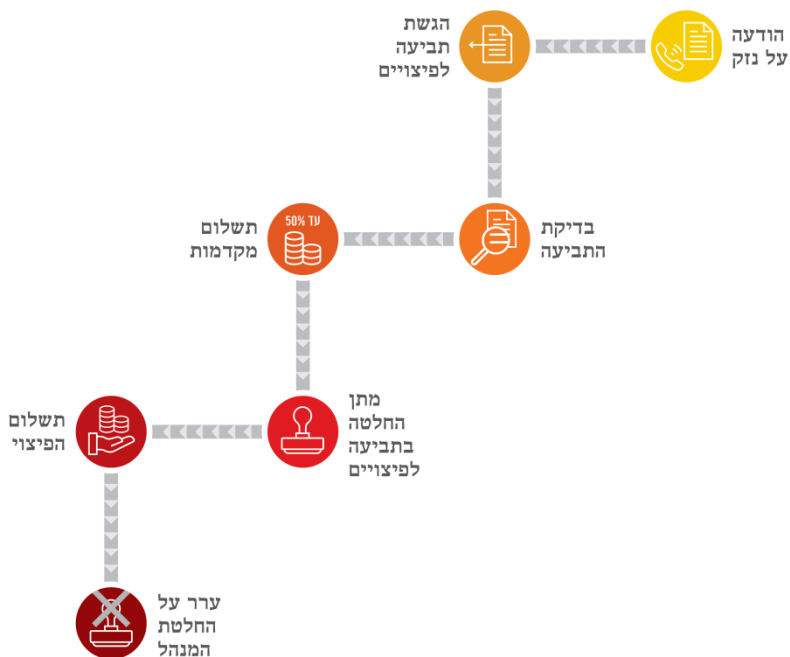 הודעה
על נזק
הגשת
תביעה
לפיצויים
בדיקת
התביעה
עד 50%
תשלום
מקדמות
מתן
החלטה
בתביעה
לפיצויים
תשלום
הפיצוי
ערר על
החלטת
המנהל